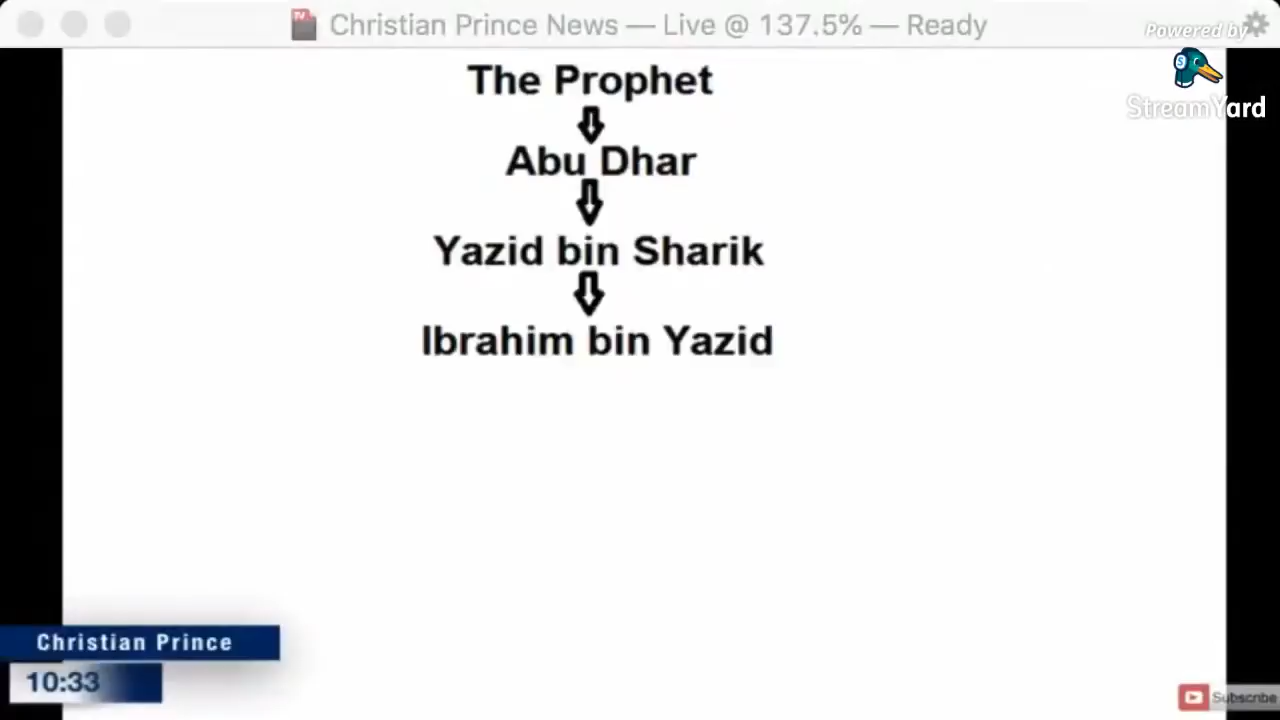 Christian Prince News — Live @ 137.5% — Ready
Powered by
StreamYard
The Prophet
Abu Dhar
Yazid bin Sharik
Ibrahim bin Yazid
Christian Prince
10:33
Subscribe